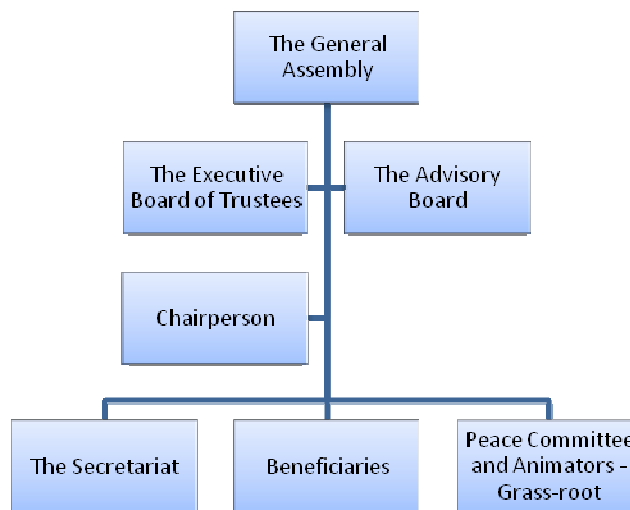 The General
Assembly
The Executive
Board of Trustees
The Advisory
Board
Chairperson
The Secretariat
Beneficiaries
Peace Committee
and Animators -
Grass-root